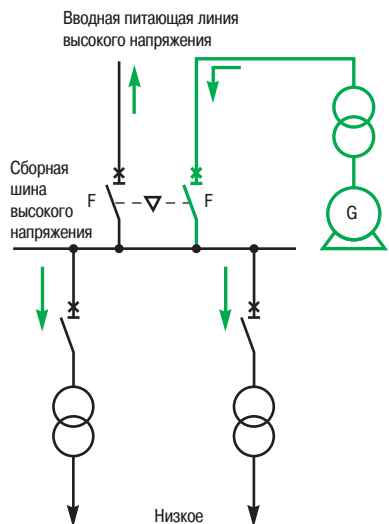 Вводная питающая линия
высокого напряжения
Сборная
шина
высокого
напряжения
F
F
G
Низкое